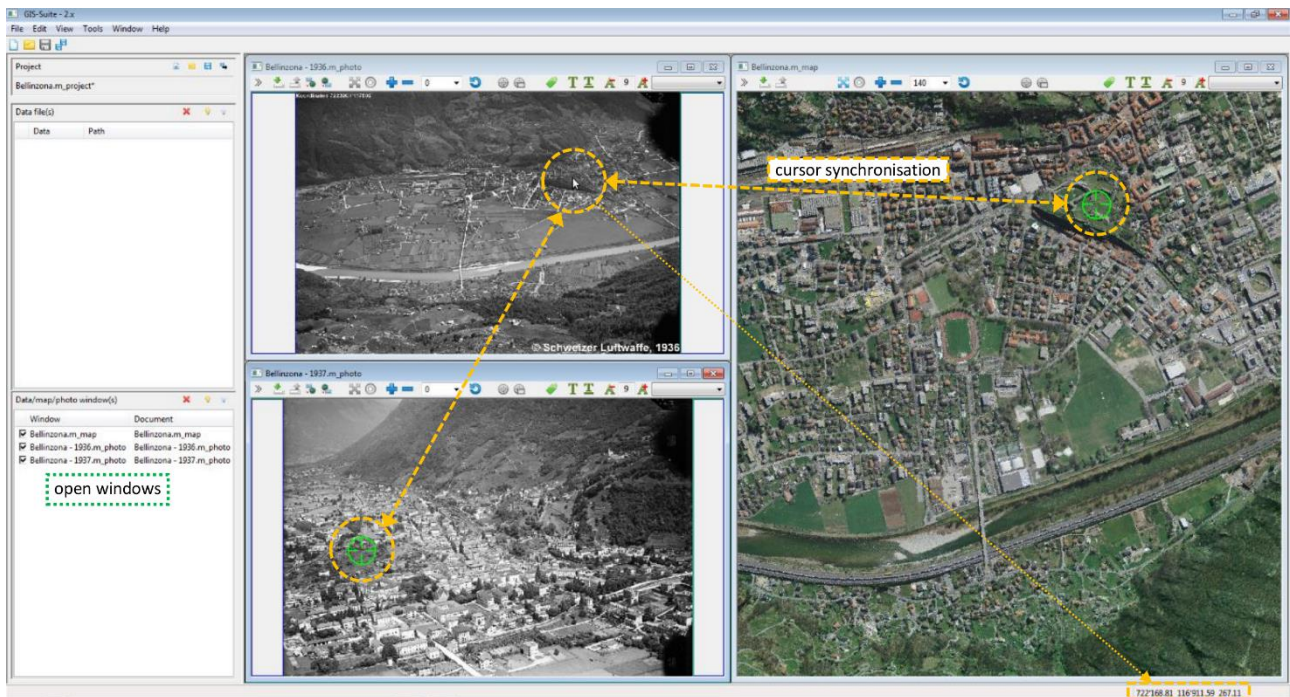 GIS-Suite - 2.x
File Edit View Tools Window Help
Project
Bellinzona.m_project*
Data file(s)
Data Path
Data/map/photo window(s)
Window Document
Bellinzona.m_map Bellinzona.m_map
Bellinzona - 1936.m_photo Bellinzona - 1936.m_photo
Bellinzona - 1937.m_photo Bellinzona - 1937.m_photo
open windows
Bellinzona - 1936.m_photo
0 T T 9
© Schweizer Luftwaffe, 1936
Bellinzona - 1937.m_photo
0 T T 9
Bellinzona.m_map
140 T T 9
cursor synchronisation
722'168.81 116'911.59 267.11